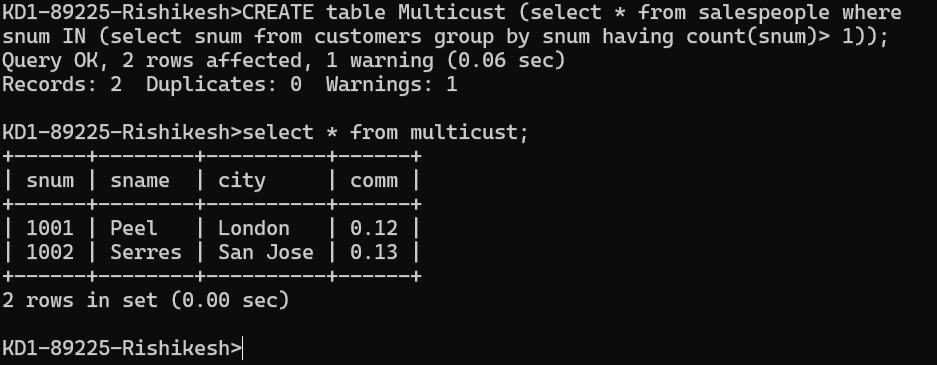 KD1-89225-Rishikesh>CREATE table Multicust (select * from salespeople where
snum IN (select snum from customers group by snum having count(snum)> 1));
Query OK, 2 rows affected, 1 warning (0.06 sec)
Records: 2  Duplicates: 0  Warnings: 1

KD1-89225-Rishikesh>select * from multicust;
+------+--------+----------+------+
| snum | sname  | city     | comm |
+------+--------+----------+------+
| 1001 | Peel   | London   | 0.12 |
| 1002 | Serres | San Jose | 0.13 |
+------+--------+----------+------+
2 rows in set (0.00 sec)

KD1-89225-Rishikesh>